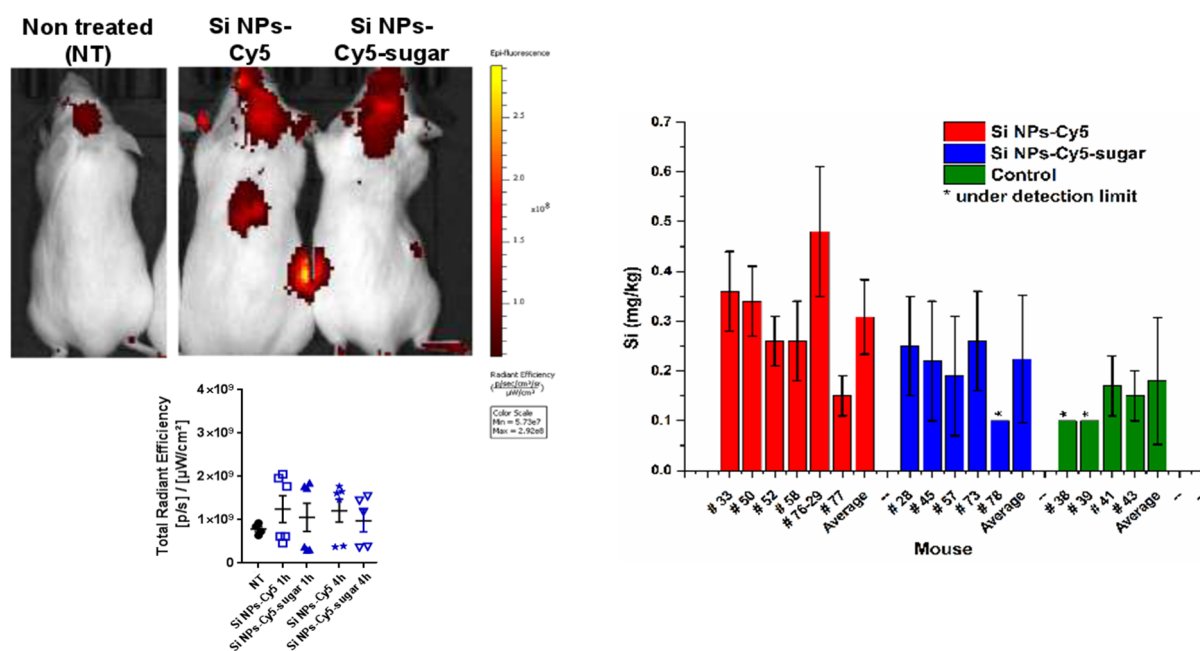 Non treated
(NT)
Si NPs-
Cy5
Si NPs-
Cy5-sugar
Epi-fluorescence
2.5
2.0
x10⁸
1.5
1.0
Radiant Efficiency
(p/sec/cm²/sr
µW/cm²)
Color Scale
Min = 5.73e7
Max = 2.92e8
Total Radiant Efficiency
[p/s] / [µW/cm²]
4×10⁹
3×10⁹
2×10⁹
1×10⁹
0
NT
Si NPs-Cy5 1h
Si NPs-Cy5-sugar 1h
Si NPs-Cy5 4h
Si NPs-Cy5-sugar 4h
Si NPs-Cy5
Si NPs-Cy5-sugar
Control
* under detection limit
Si (mg/kg)
0.7
0.6
0.5
0.4
0.3
0.2
0.1
0.0
*
* *
# 33
# 50
# 52
# 58
# 76-29
# 77
Average
--
# 28
# 45
# 57
# 73
# 78
Average
--
# 38
# 39
# 41
# 43
Average
--
--
Mouse